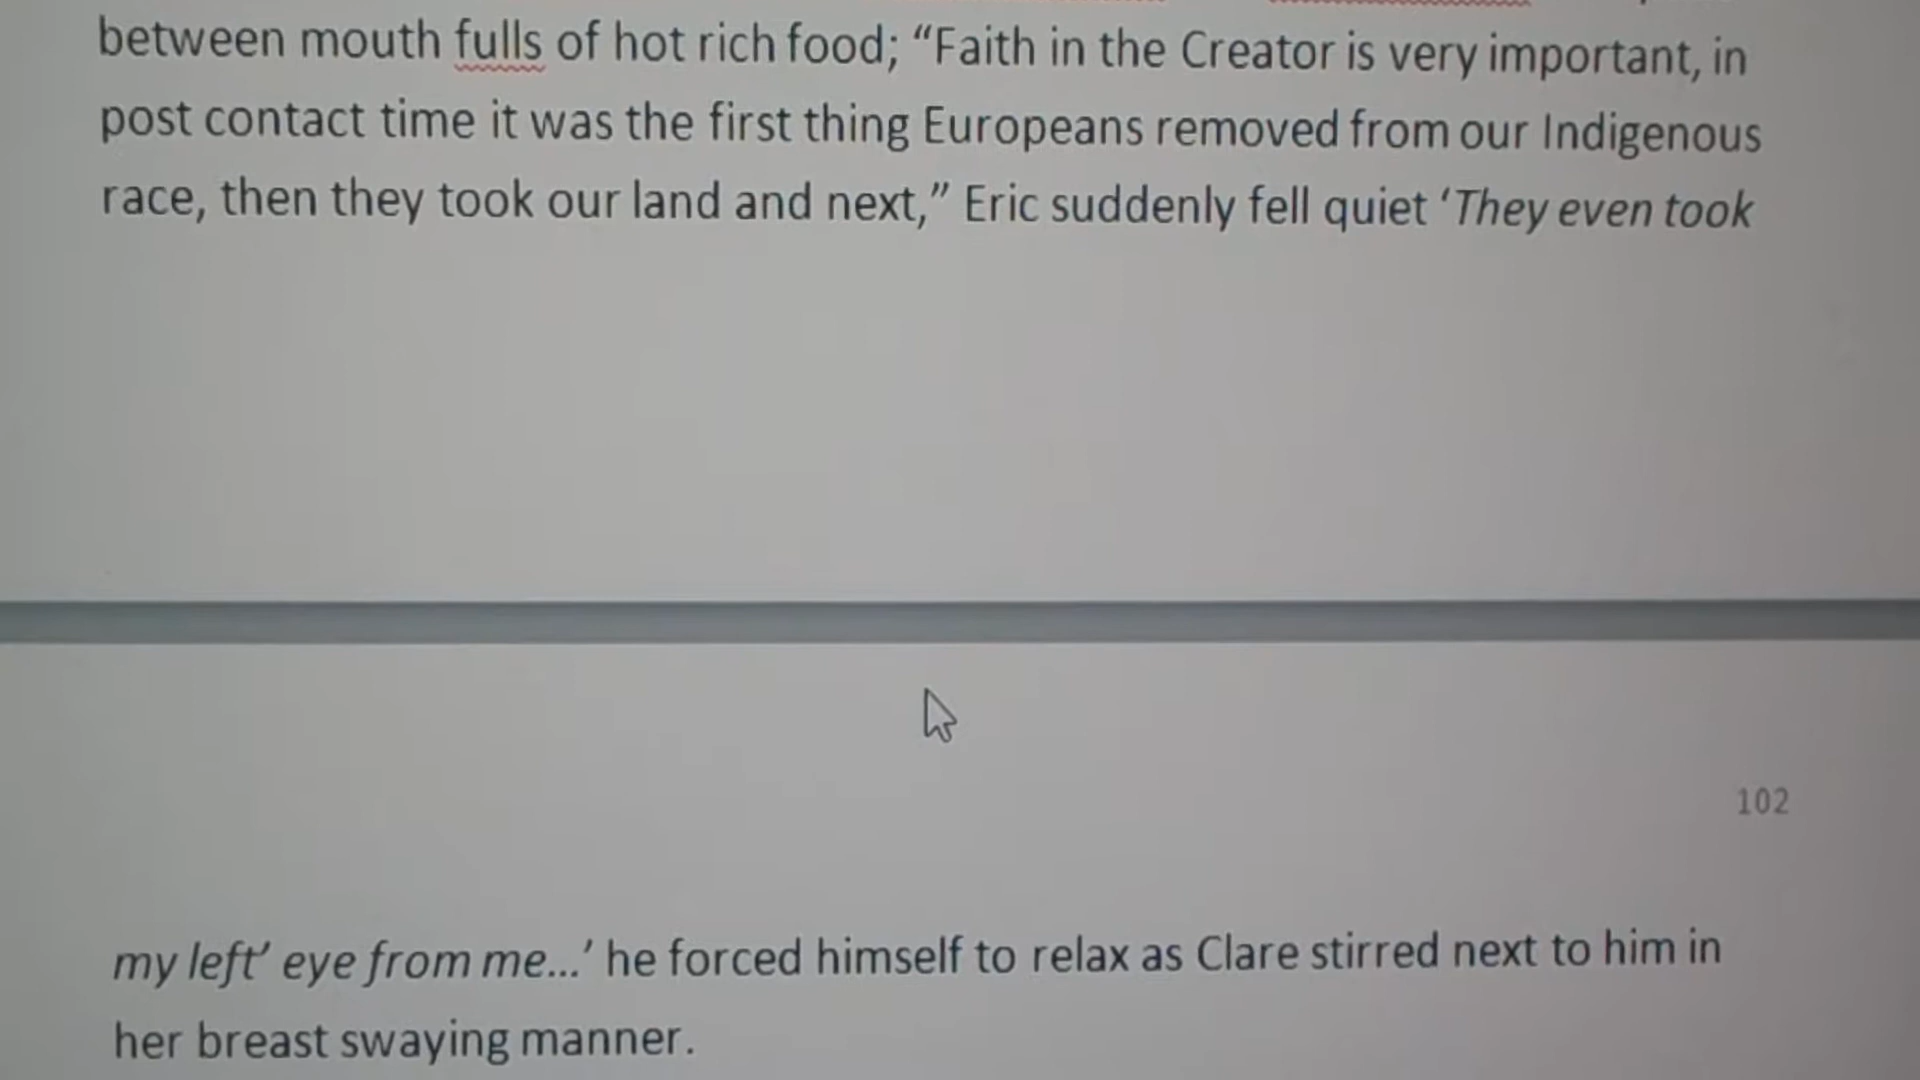 between mouth fulls of hot rich food; “Faith in the Creator is very important, in
post contact time it was the first thing Europeans removed from our Indigenous
race, then they took our land and next,” Eric suddenly fell quiet ‘They even took
102
my left’ eye from me...’ he forced himself to relax as Clare stirred next to him in
her breast swaying manner.